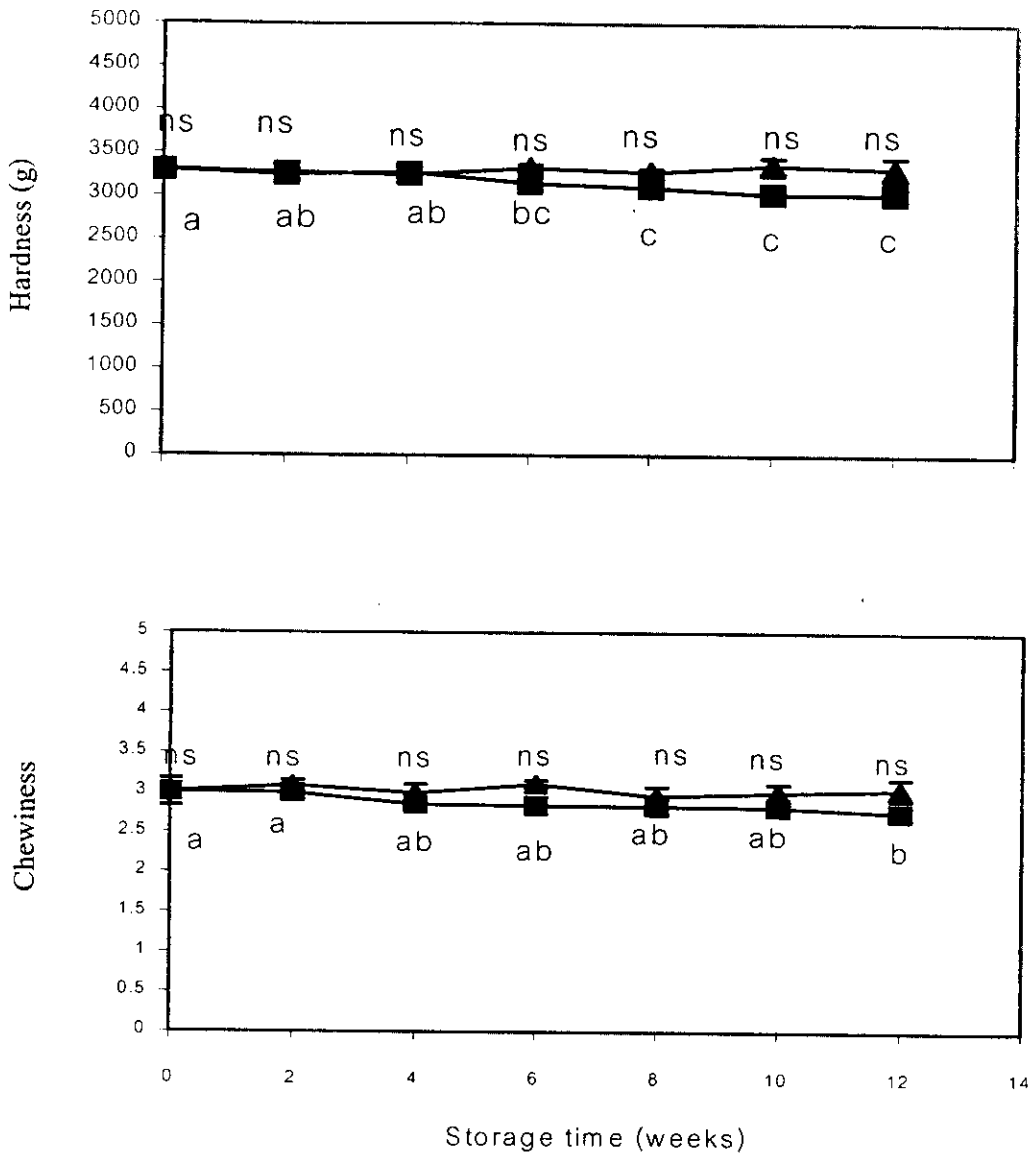 5000
4500
4000
3500
3000
2500
2000
1500
1000
500
0
Hardness (g)
ns ns ns ns ns ns ns
a ab ab bc c c c
5
4.5
4
3.5
3
2.5
2
1.5
1
0.5
0
Chewiness
ns ns ns ns ns ns ns
a a ab ab ab ab b
0 2 4 6 8 10 12 14
Storage time (weeks)